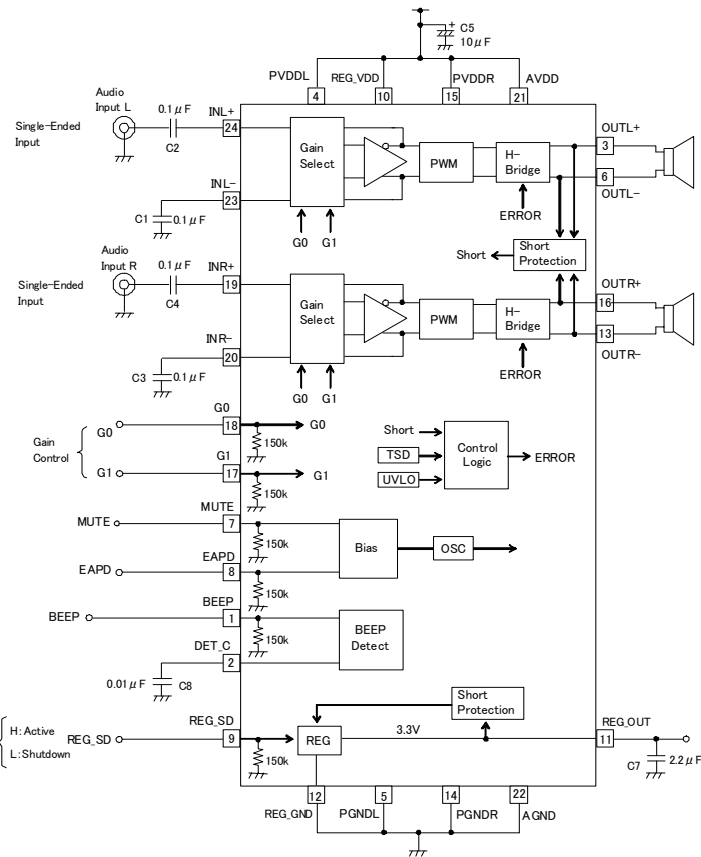 C5
10μF
PVDDL
REG_VDD
PVDDR
AVDD
4
10
15
21
Audio
Input L
0.1μF
INL+
Single-Ended
Input
C2
24
Gain
Select
PWM
H-
Bridge
OUTL+
3
INL-
23
6
OUTL-
C1
0.1μF
G0
G1
ERROR
Short
Short
Protection
Audio
Input R
0.1μF
INR+
Single-Ended
Input
C4
19
Gain
Select
PWM
H-
Bridge
OUTR+
16
INR-
20
13
OUTR-
C3
0.1μF
G0
G1
ERROR
Gain
Control
G0
G0
18
G0
150k
G1
G1
17
G1
150k
Short
TSD
UVLO
Control
Logic
ERROR
MUTE
MUTE
7
150k
Bias
OSC
EAPD
EAPD
8
150k
BEEP
BEEP
1
150k
BEEP
Detect
DET_C
2
0.01μF
C8
Short
Protection
H: Active
L: Shutdown
REG_SD
REG_SD
9
150k
REG
3.3V
REG_OUT
11
C7
2.2μF
12
5
14
22
REG_GND
PGNDL
PGNDR
AGND